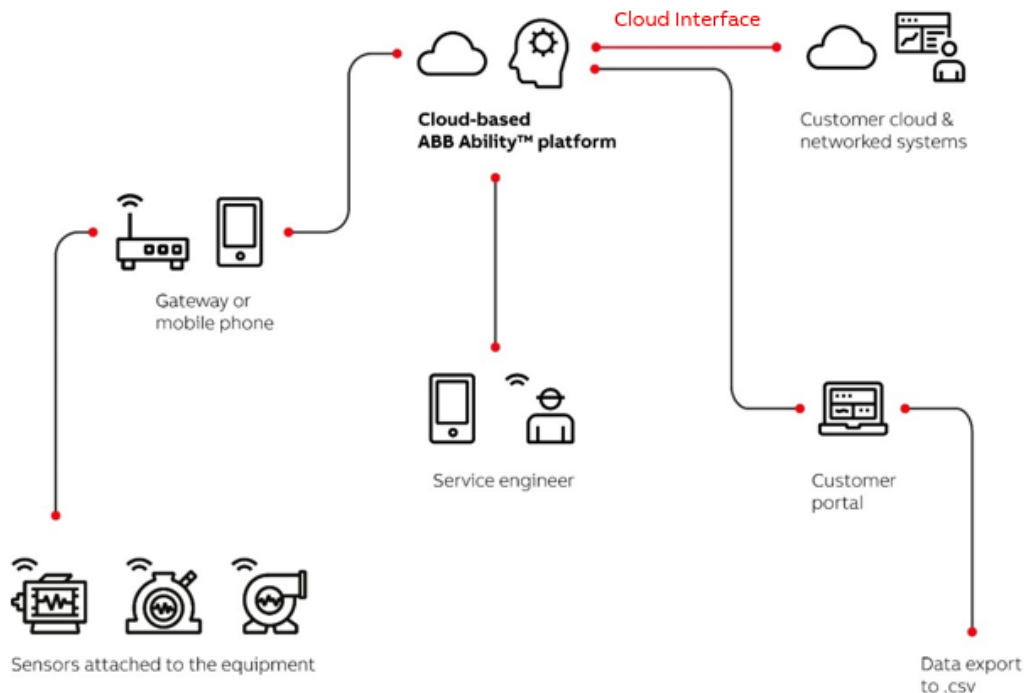 Cloud Interface
Cloud-based
ABB Ability™ platform
Customer cloud &
networked systems
Gateway or
mobile phone
Service engineer
Customer
portal
Sensors attached to the equipment
Data export
to .csv